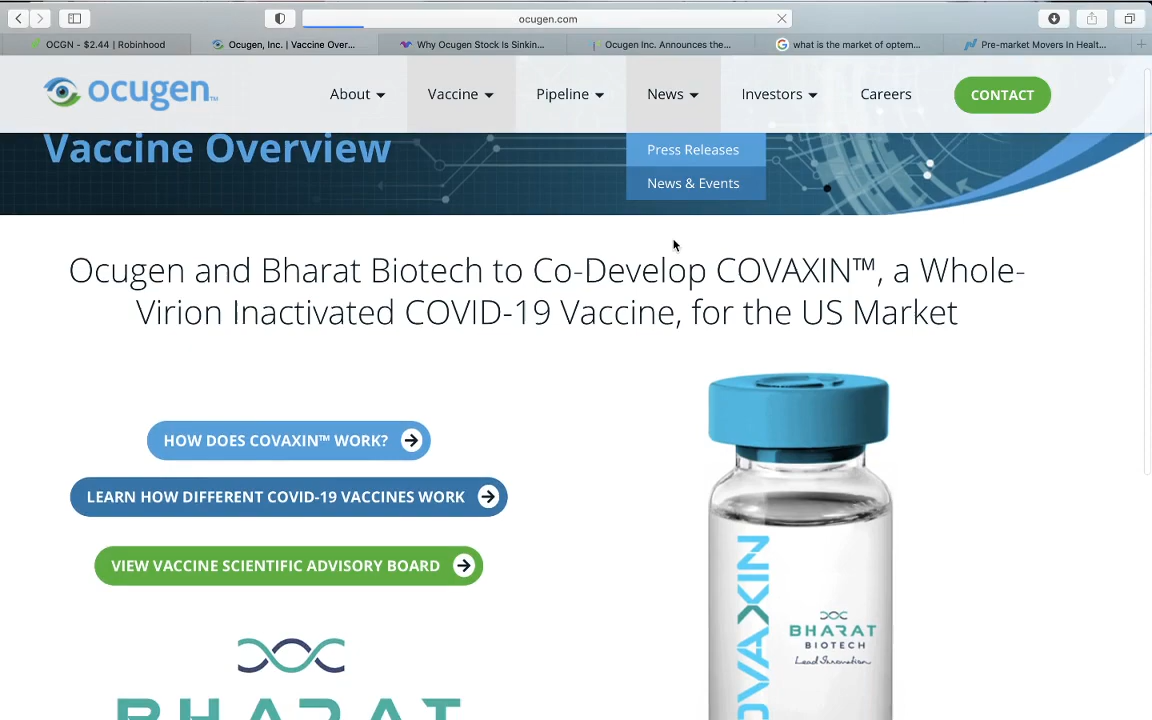 ocugen.com
OCGN - $2.44 | Robinhood
Ocugen, Inc. | Vaccine Over...
Why Ocugen Stock Is Sinkin...
Ocugen Inc. Announces the...
what is the market of optem...
Pre-market Movers In Healt...
ocugen™
About
Vaccine
Pipeline
News
Investors
Careers
CONTACT
Vaccine Overview
Press Releases
News & Events
Ocugen and Bharat Biotech to Co-Develop COVAXIN™, a Whole-
Virion Inactivated COVID-19 Vaccine, for the US Market
HOW DOES COVAXIN™ WORK?
LEARN HOW DIFFERENT COVID-19 VACCINES WORK
VIEW VACCINE SCIENTIFIC ADVISORY BOARD
BHARAT
OVAXIN
BHARAT
BIOTECH
Lead Innovation